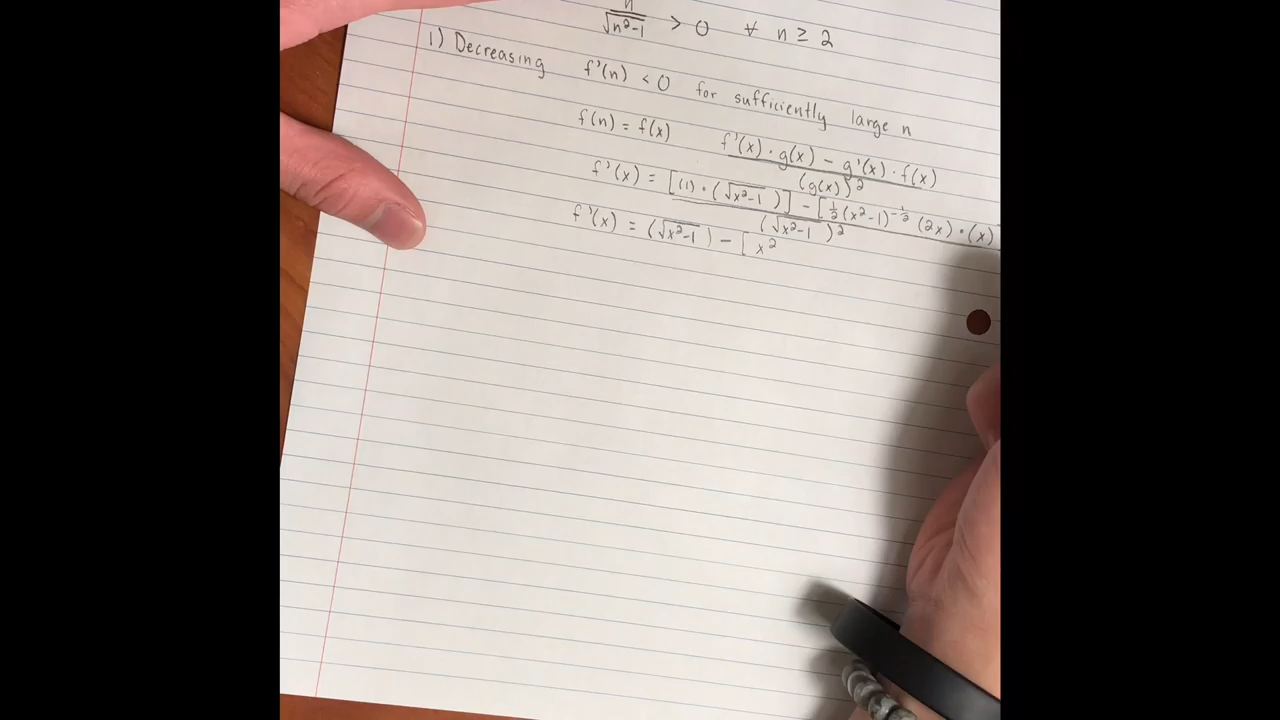 n/√(n²-1) > 0 ∀ n ≥ 2
1) Decreasing f'(n) < 0 for sufficiently large n
f(n) = f(x) f'(x) · g(x) - g'(x) · f(x) / (g(x))²
f'(x) = [(1) · (√(x²-1))] - [½(x²-1)^(-½) (2x) · (x) / (√(x²-1))²
f'(x) = (√(x²-1)) - [x²